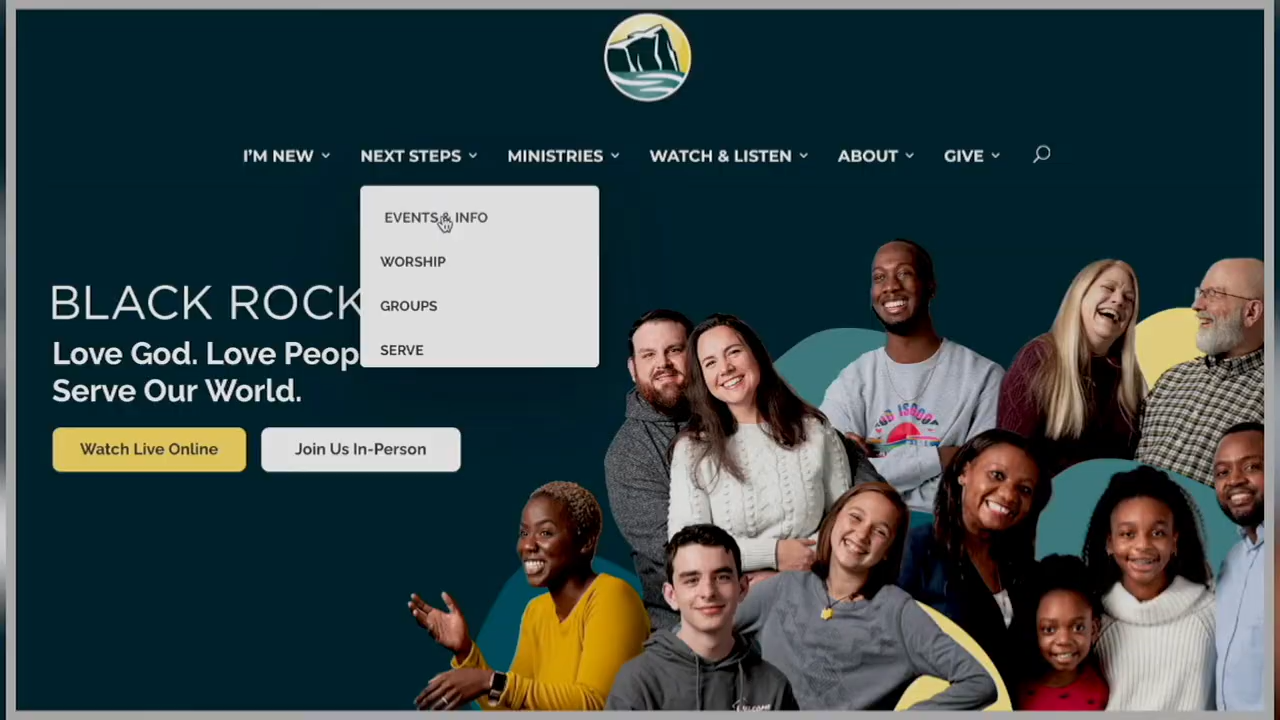 I'M NEW
NEXT STEPS
MINISTRIES
WATCH & LISTEN
ABOUT
GIVE
EVENTS & INFO
WORSHIP
GROUPS
SERVE
BLACK ROCK
Love God. Love Peop
Serve Our World.
Watch Live Online
Join Us In-Person